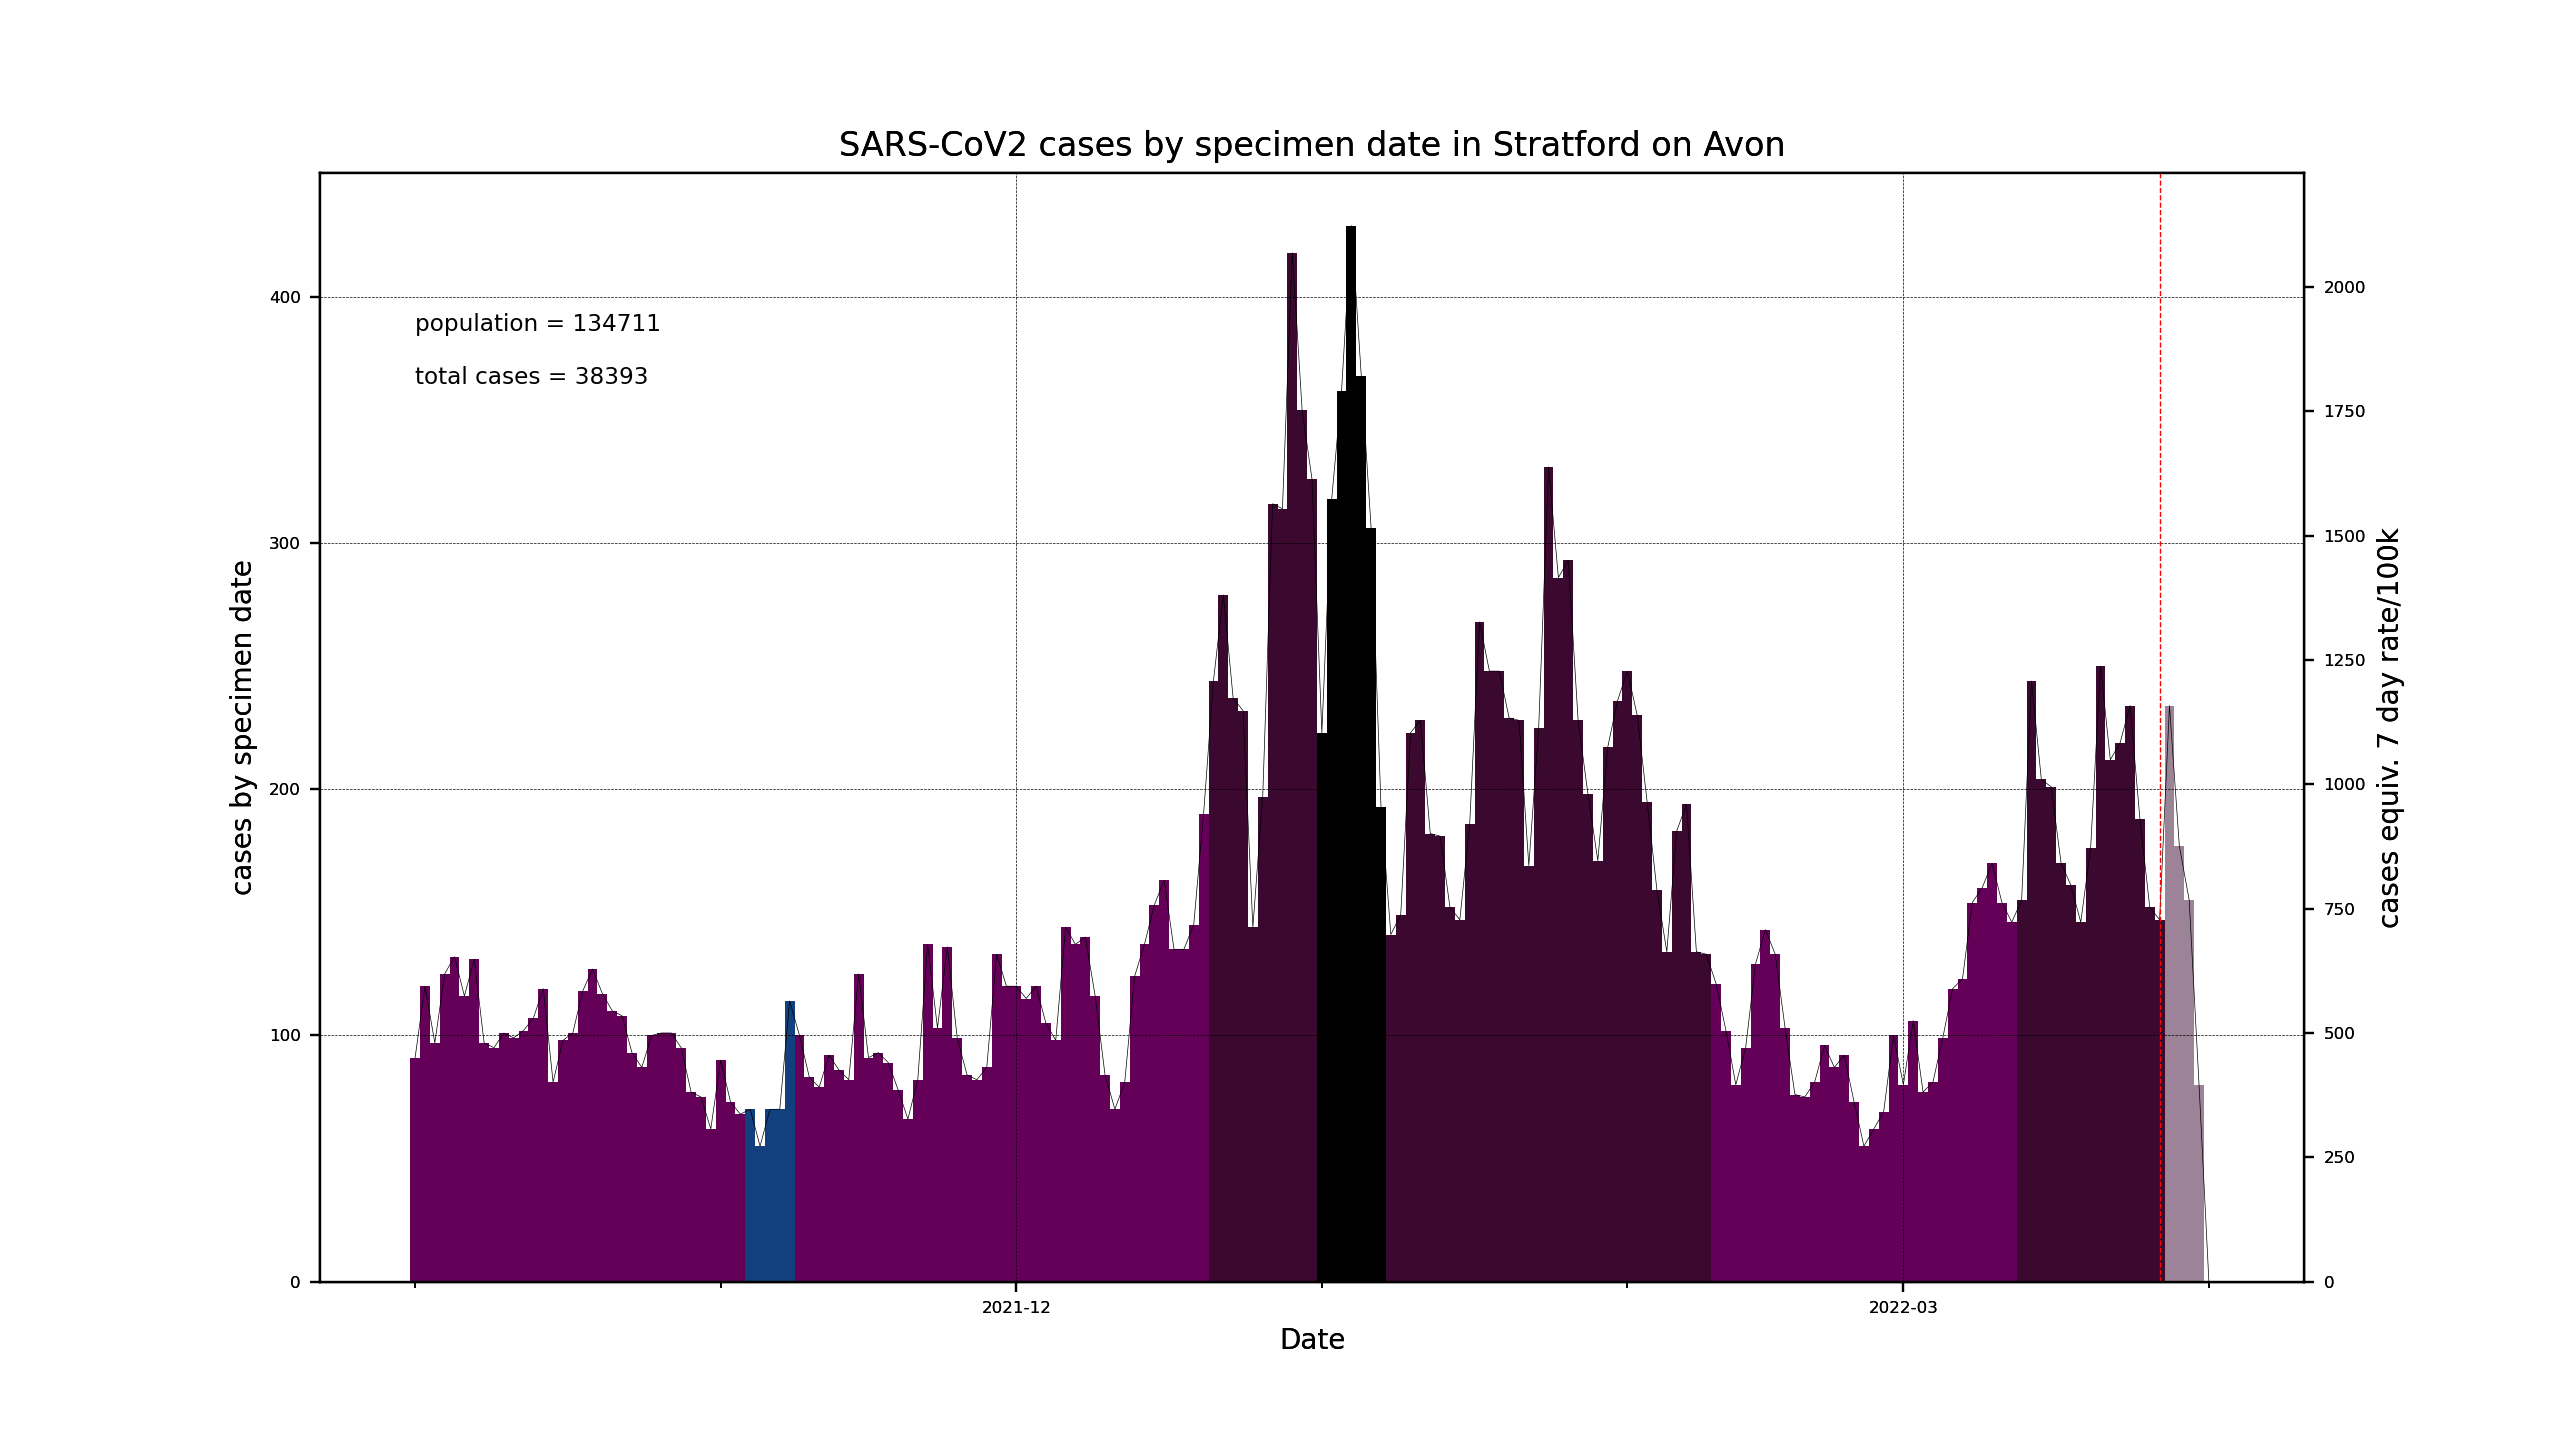 SARS-CoV2 cases by specimen date in Stratford on Avon
population = 134711
total cases = 38393
cases by specimen date
400
300
200
100
0
2000
1750
1500
1250
1000
750
500
250
0
cases equiv. 7 day rate/100k
2021-12
2022-03
Date